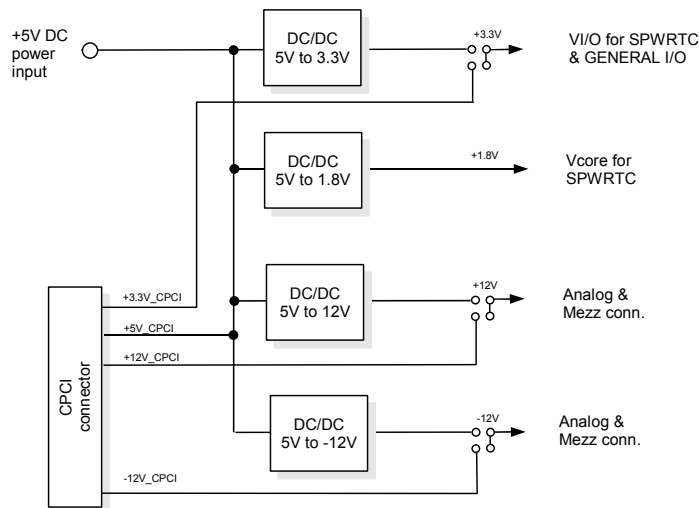 +5V DC
power
input
DC/DC
5V to 3.3V
+3.3V
VI/O for SPWRTC
& GENERAL I/O
DC/DC
5V to 1.8V
+1.8V
Vcore for
SPWRTC
DC/DC
5V to 12V
+12V
Analog &
Mezz conn.
DC/DC
5V to -12V
-12V
Analog &
Mezz conn.
CPCI
connector
+3.3V_CPCI
+5V_CPCI
+12V_CPCI
-12V_CPCI